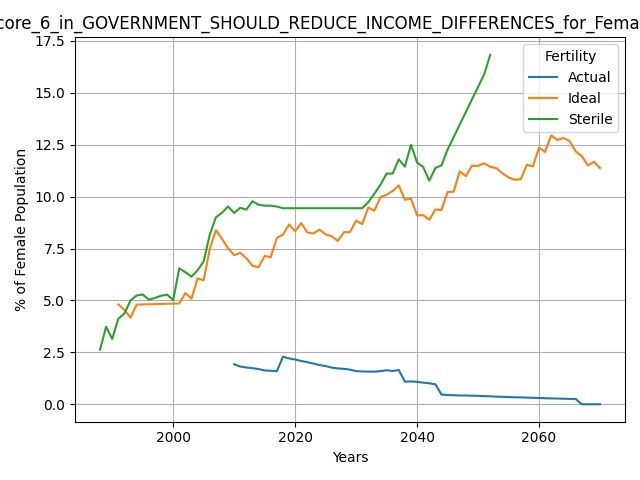 core_6_in_GOVERNMENT_SHOULD_REDUCE_INCOME_DIFFERENCES_for_Fema
17.5
15.0
12.5
10.0
7.5
5.0
2.5
0.0
% of Female Population
Fertility
Actual
Ideal
Sterile
2000
2020
2040
2060
Years